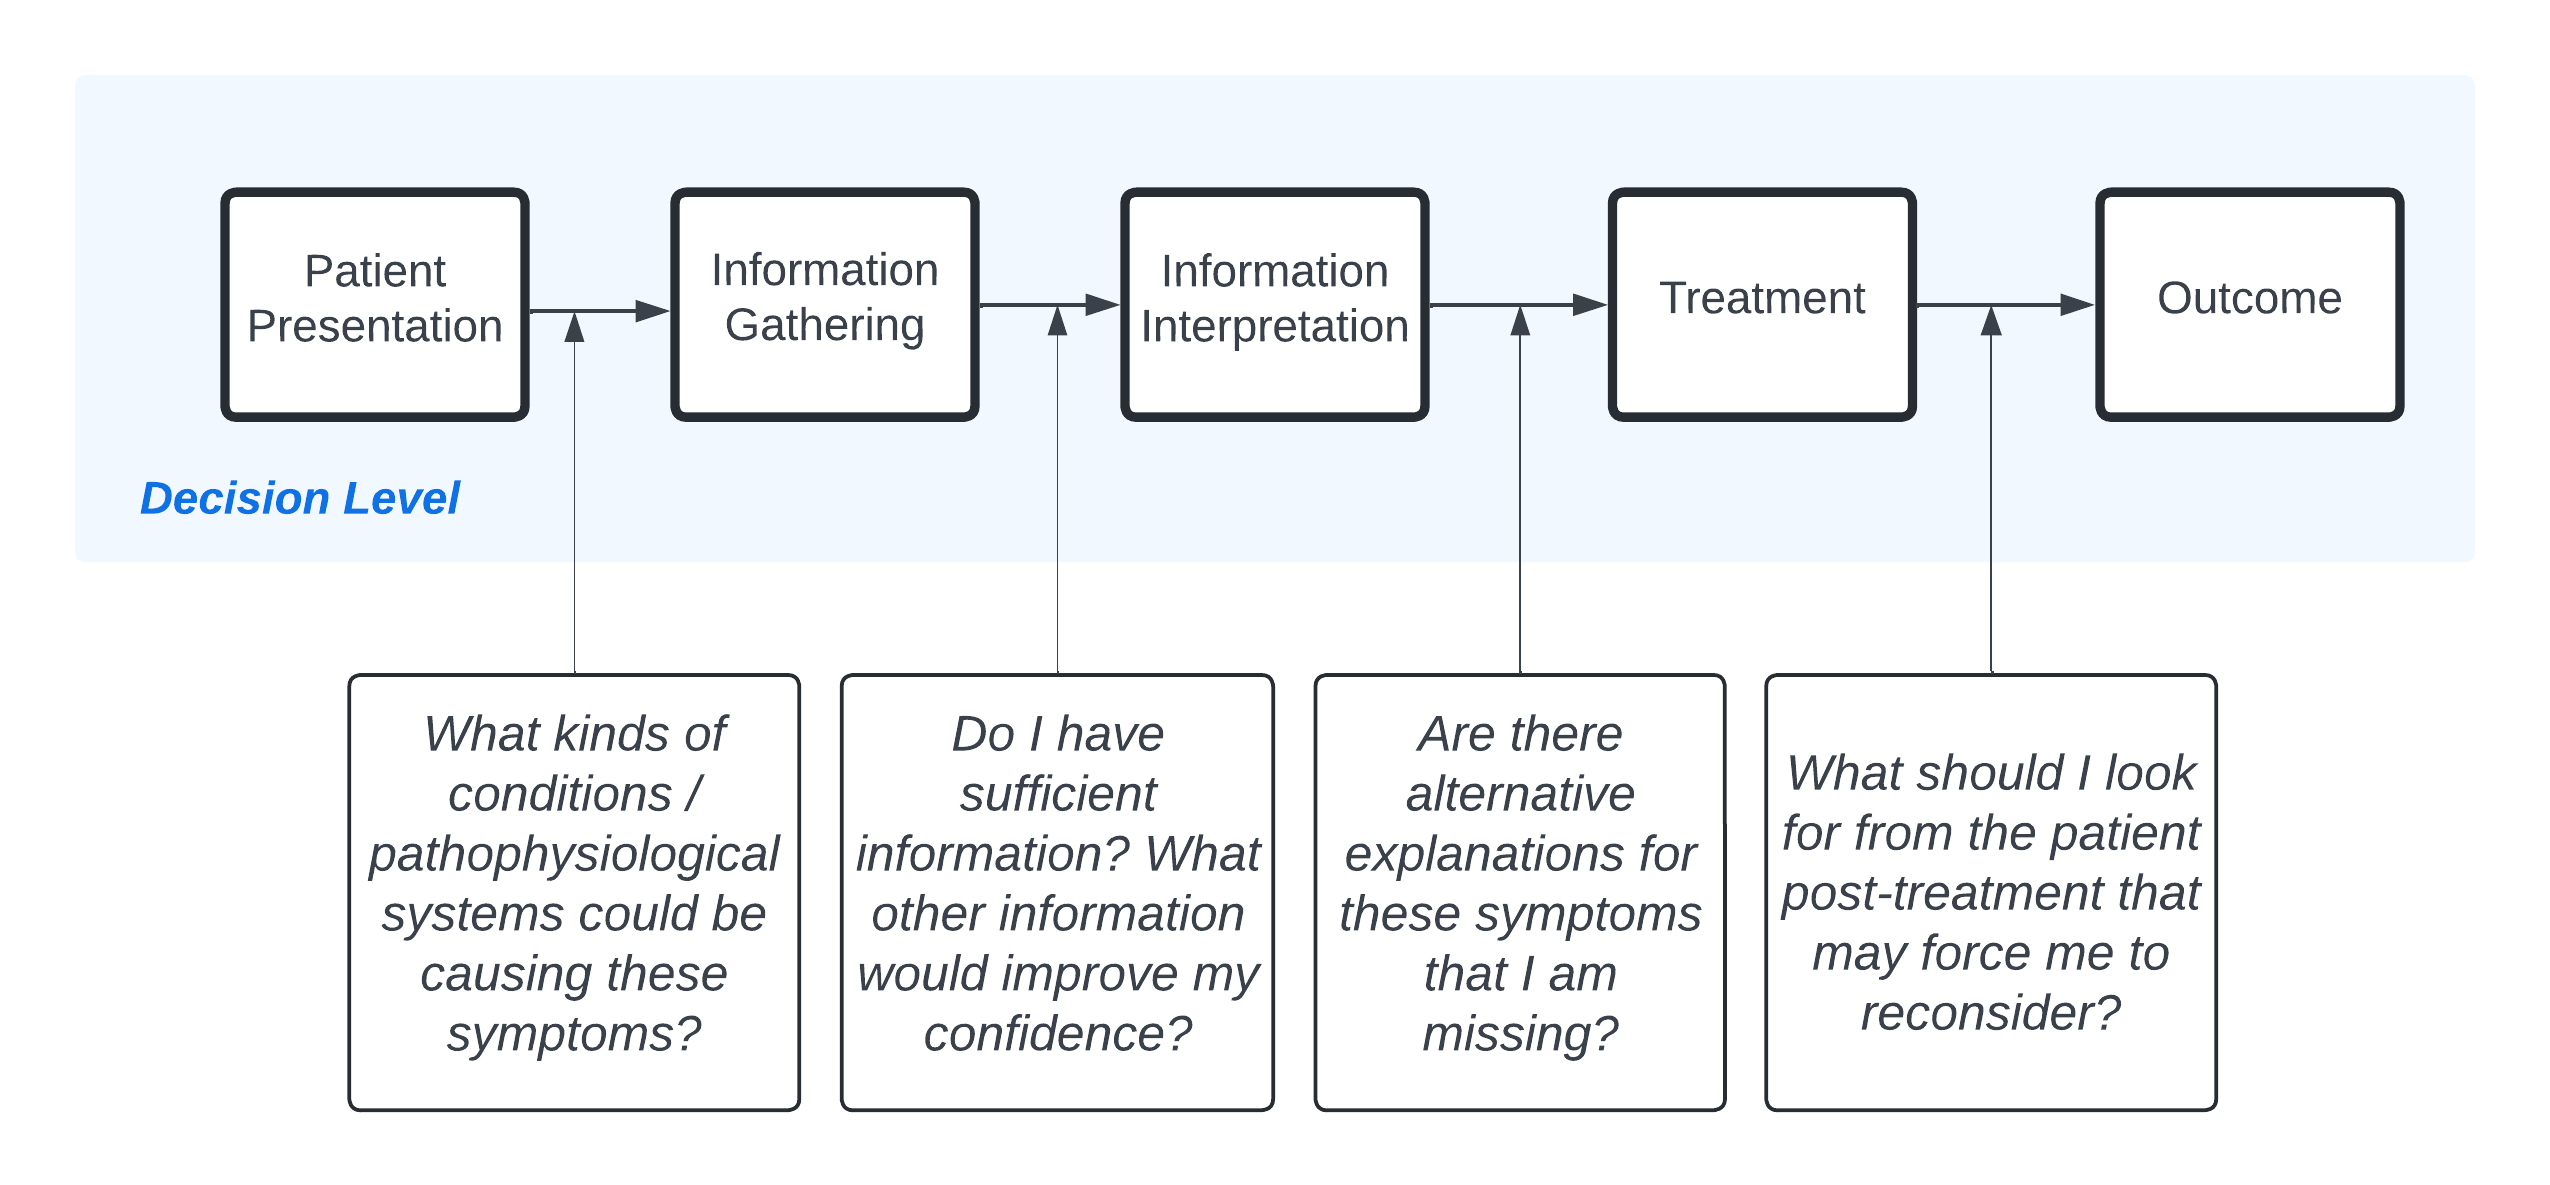 Patient
Presentation
Information
Gathering
Information
Interpretation
Treatment
Outcome
Decision Level
What kinds of
conditions /
pathophysiological
systems could be
causing these
symptoms?
Do I have
sufficient
information? What
other information
would improve my
confidence?
Are there
alternative
explanations for
these symptoms
that I am
missing?
What should I look
for from the patient
post-treatment that
may force me to
reconsider?